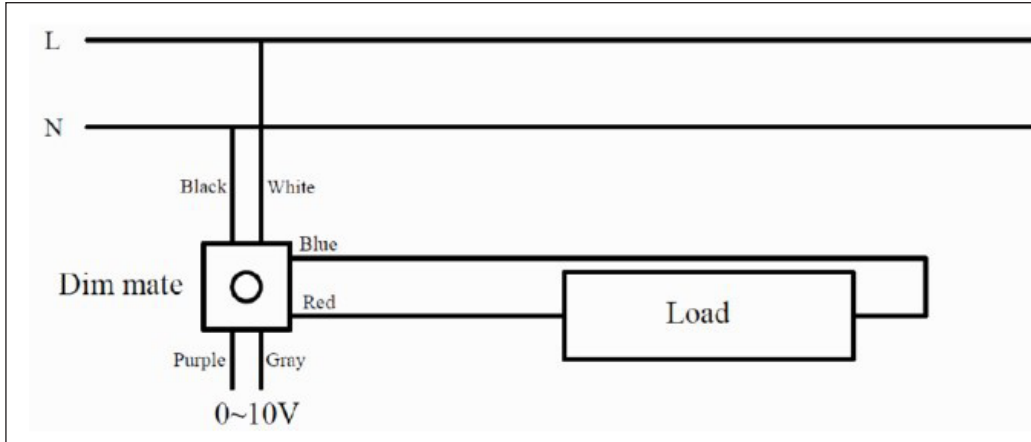 L
N
Black
White
Blue
Dim mate
Red
Load
Purple
Gray
0~10V